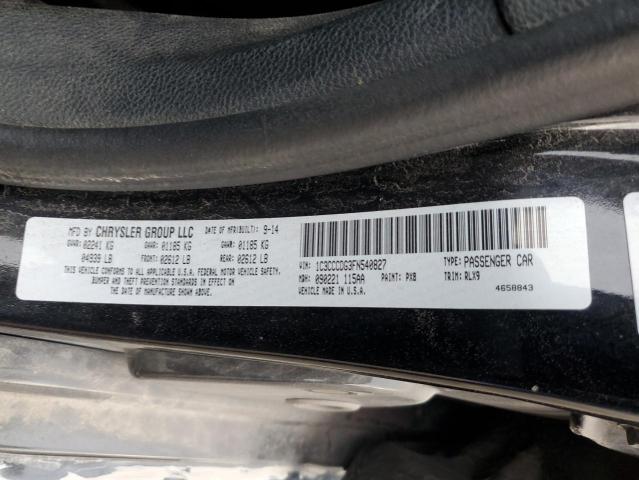 MFD BY CHRYSLER GROUP LLC DATE OF MFR(BUILT): 9-14
GVWR: 02241 KG GAWR: 01185 KG GAWR: 01185 KG
04939 LB FRONT: 02612 LB REAR: 02612 LB
THIS VEHICLE CONFORMS TO ALL APPLICABLE U.S.A. FEDERAL MOTOR VEHICLE SAFETY,
BUMPER AND THEFT PREVENTION STANDARDS IN EFFECT ON
THE DATE OF MANUFACTURE SHOWN ABOVE.
VIN: 1C3CCCDG3FN540827 TYPE: PASSENGER CAR
MDH: 090221 115AA PAINT: PX8 TRIM: RLX9
VEHICLE MADE IN U.S.A. 4658843